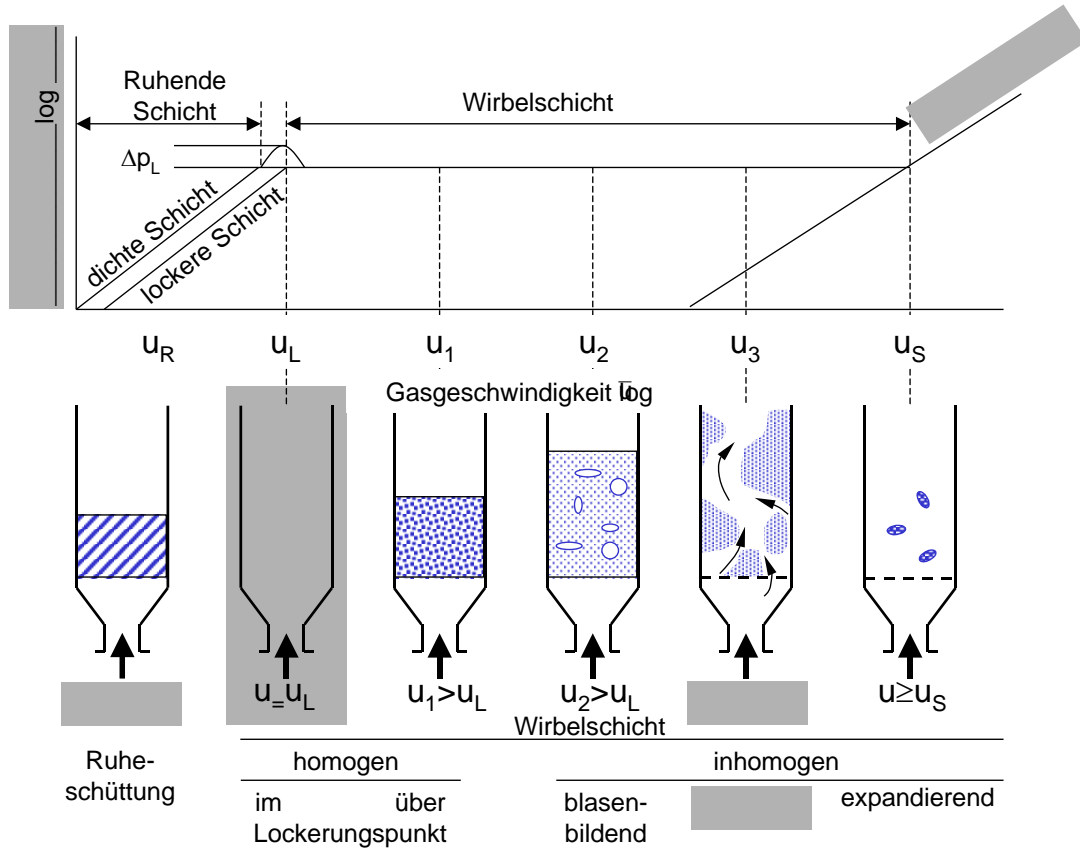 log
Ruhende
Schicht
Wirbelschicht
Δp_L
dichte Schicht
lockere Schicht
u_R u_L u_1 u_2 u_3 u_S
Gasgeschwindigkeit u̅ log
u=u_L u_1>u_L u_2>u_L u≥u_S
Wirbelschicht
Ruhe-
schüttung
homogen inhomogen
im über
Lockerungspunkt
blasen-
bildend
expandierend